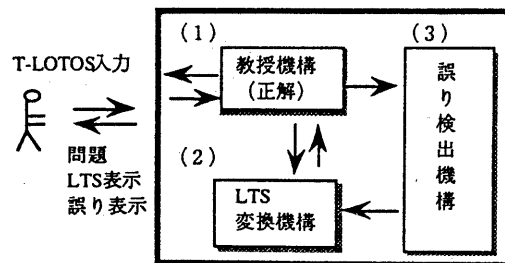 (1)
教授機構
(正解)
(3)
誤り検出機構
T-LOTOS入力
問題
LTS表示
誤り表示
(2)
LTS
変換機構